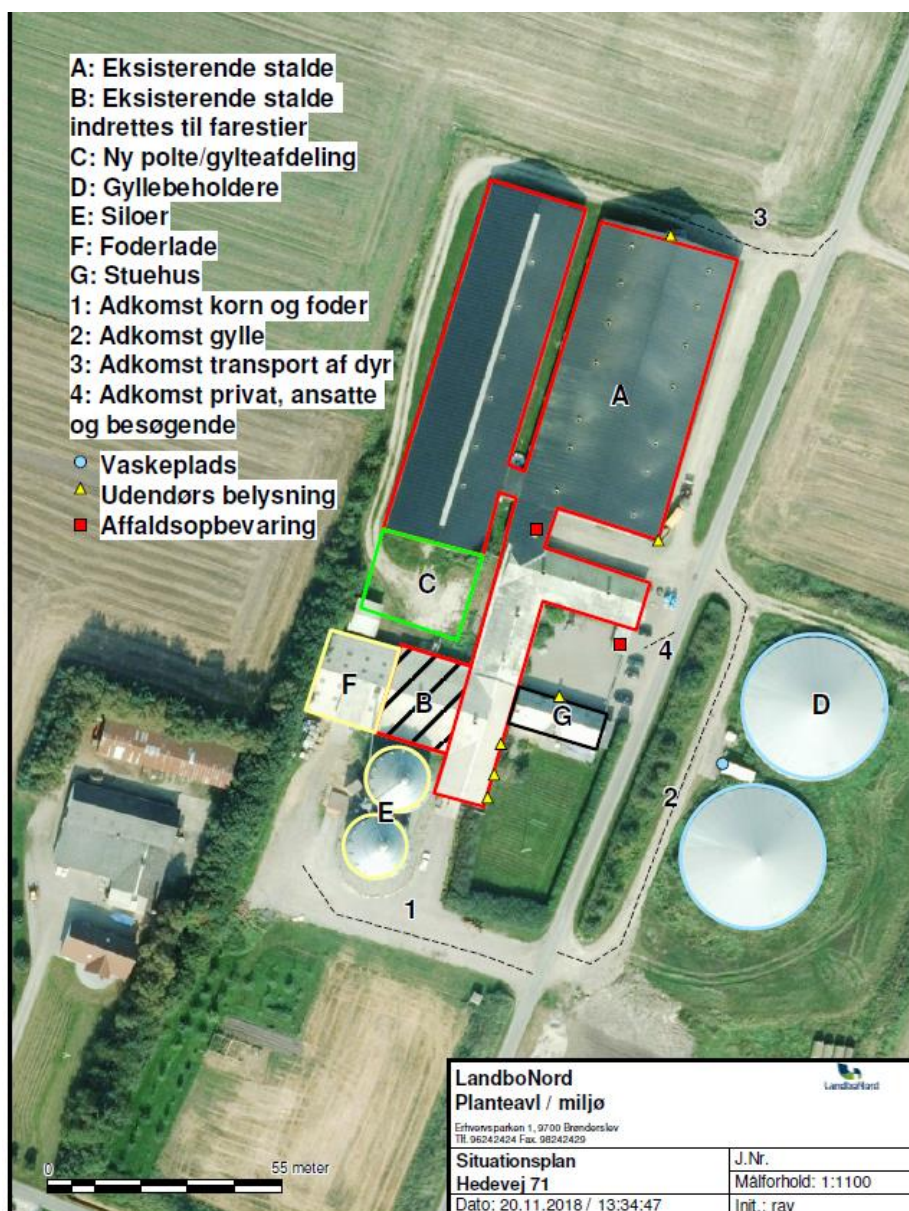 A: Eksisterende stalde
B: Eksisterende stalde
indrettes til farestier
C: Ny polte/gylteafdeling
D: Gyllebeholdere
E: Siloer
F: Foderlade
G: Stuehus
1: Adkomst korn og foder
2: Adkomst gylle
3: Adkomst transport af dyr
4: Adkomst privat, ansatte
og besøgende
Vaskeplads
Udendørs belysning
Affaldsopbevaring
3
A
C
4
F
B
G
D
E
2
1
0 55 meter
LandboNord
Planteavl / miljø
LandboNord
Erhvervsparken 1, 9700 Brønderslev
Tlf. 96242424 Fax. 98242429
Situationsplan
Hedevej 71
J.Nr.
Målforhold: 1:1100
Dato: 20.11.2018 / 13:34:47
Init.: rav